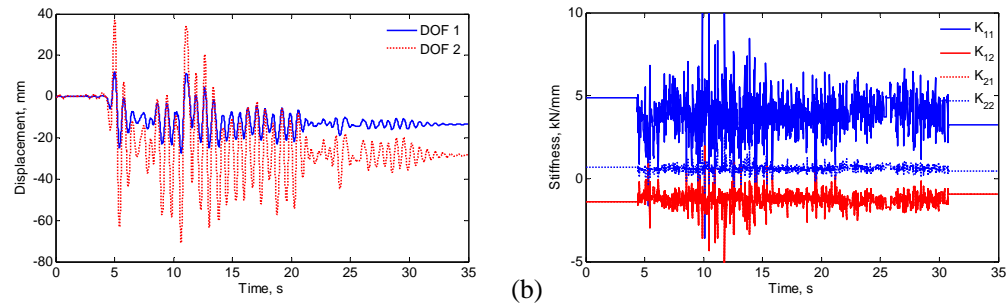 40
20
0
-20
-40
-60
-80
Displacement, mm
DOF 1
DOF 2
0 5 10 15 20 25 30 35
Time, s
(b)
10
5
0
-5
Stiffness, kN/mm
K11
K12
K21
K22
0 5 10 15 20 25 30 35
Time, s